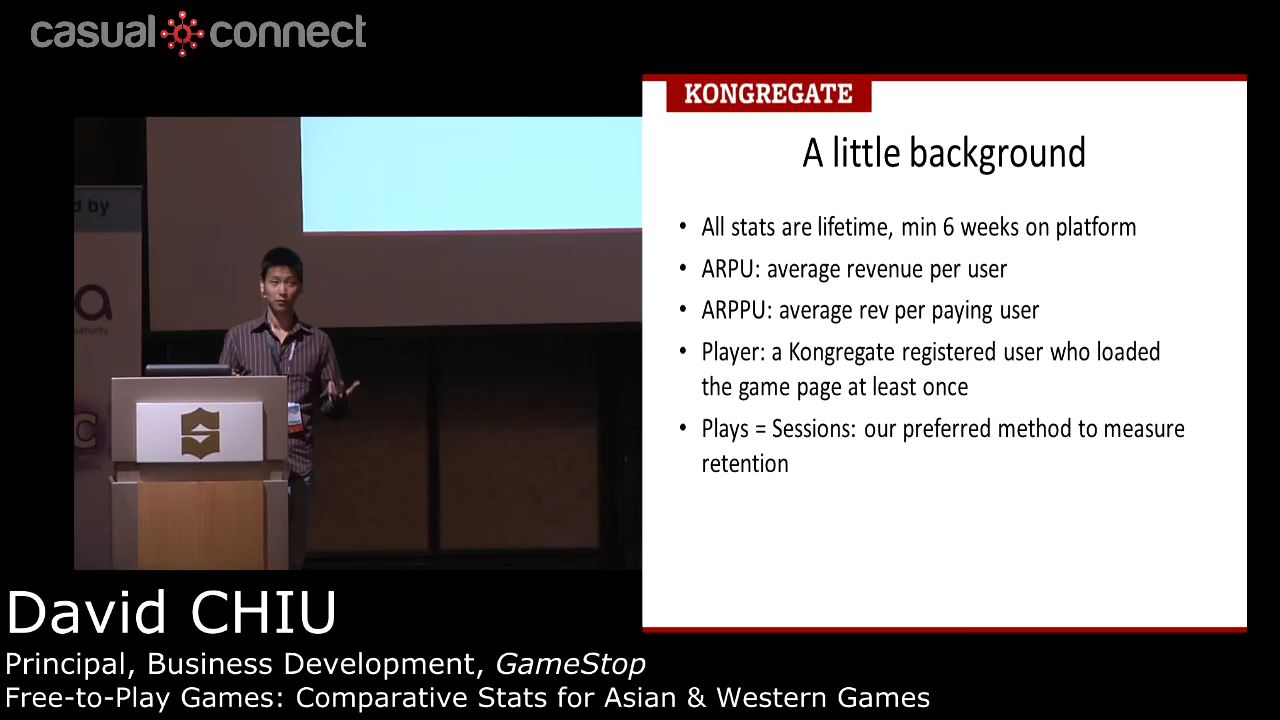 casual connect
KONGREGATE
A little background
• All stats are lifetime, min 6 weeks on platform
• ARPU: average revenue per user
• ARPPU: average rev per paying user
• Player: a Kongregate registered user who loaded
the game page at least once
• Plays = Sessions: our preferred method to measure
retention
d by
a
authority
c
David CHIU
Principal, Business Development, GameStop
Free-to-Play Games: Comparative Stats for Asian & Western Games